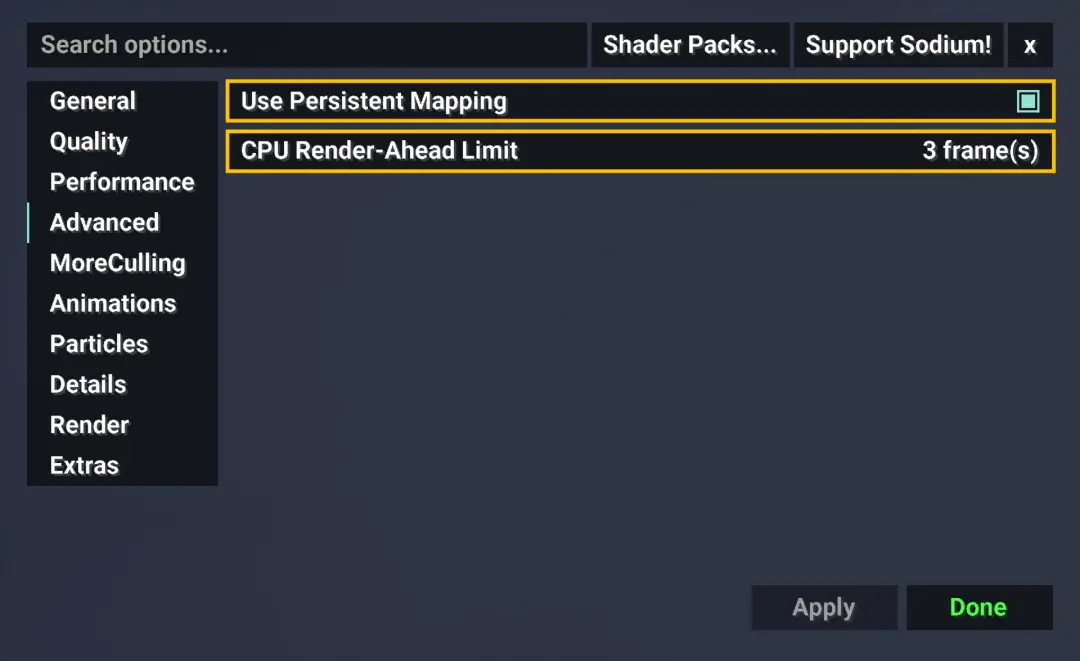 Search options...
Shader Packs...
Support Sodium!
x
General
Quality
Performance
Advanced
MoreCulling
Animations
Particles
Details
Render
Extras
Use Persistent Mapping
CPU Render-Ahead Limit 3 frame(s)
Apply
Done